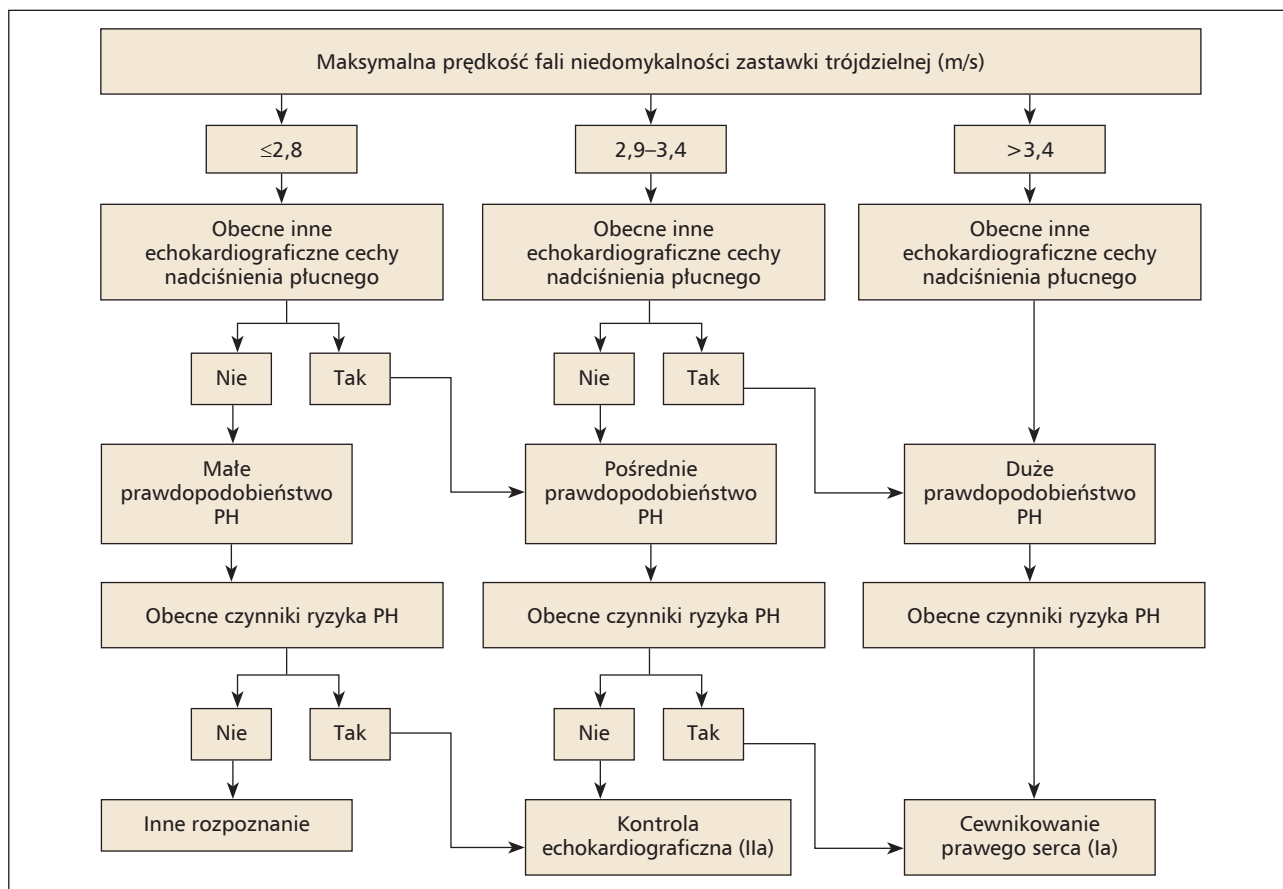 Maksymalna prędkość fali niedomykalności zastawki trójdzielnej (m/s)
≤2,8
2,9–3,4
>3,4
Obecne inne
echokardiograficzne cechy
nadciśnienia płucnego
Obecne inne
echokardiograficzne cechy
nadciśnienia płucnego
Obecne inne
echokardiograficzne cechy
nadciśnienia płucnego
Nie
Tak
Nie
Tak
Małe
prawdopodobieństwo
PH
Pośrednie
prawdopodobieństwo
PH
Duże
prawdopodobieństwo
PH
Obecne czynniki ryzyka PH
Obecne czynniki ryzyka PH
Obecne czynniki ryzyka PH
Nie
Tak
Nie
Tak
Inne rozpoznanie
Kontrola
echokardiograficzna (IIa)
Cewnikowanie
prawego serca (Ia)